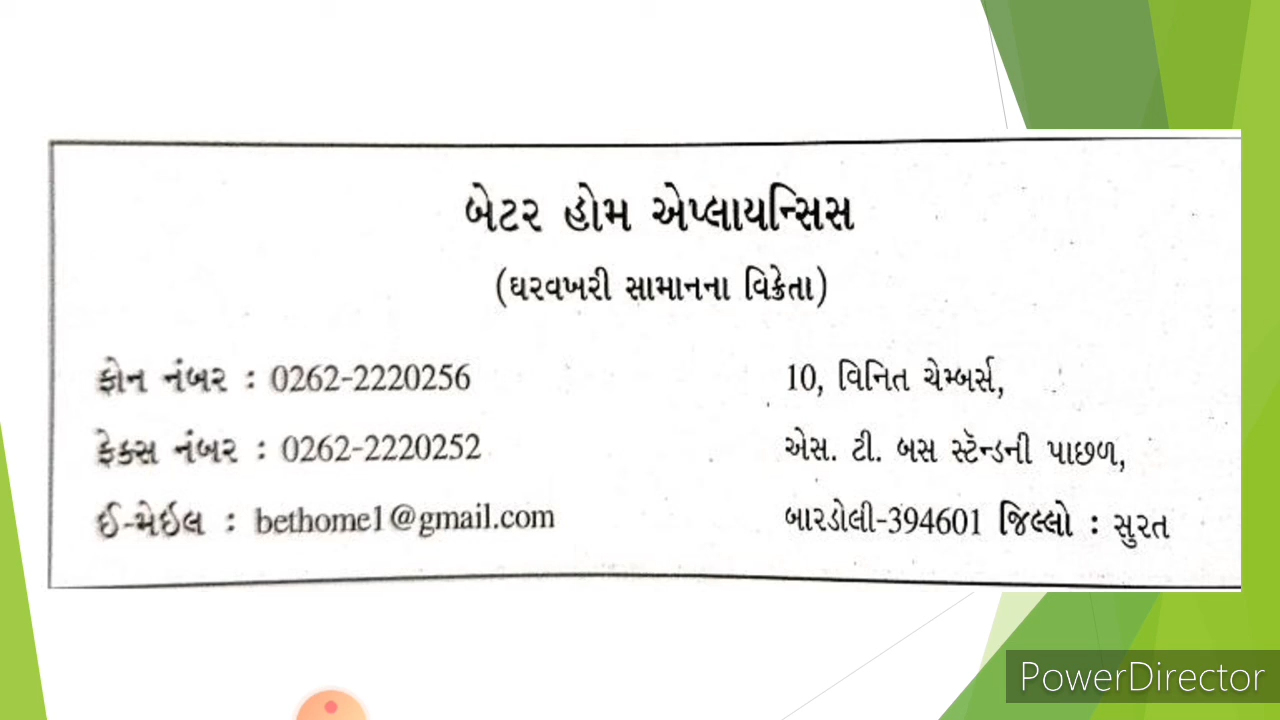 બેટર હોમ એપ્લાયન્સિસ
(ઘરવખરી સામાનના વિક્રેતા)
ફોન નંબર : 0262-2220256
ફેક્સ નંબર : 0262-2220252
ઈ-મેઇલ : bethome1@gmail.com
10, વિનિત ચેમ્બર્સ,
એસ. ટી. બસ સ્ટૅન્ડની પાછળ,
બારડોલી-394601 જિલ્લો : સુરત
PowerDirector